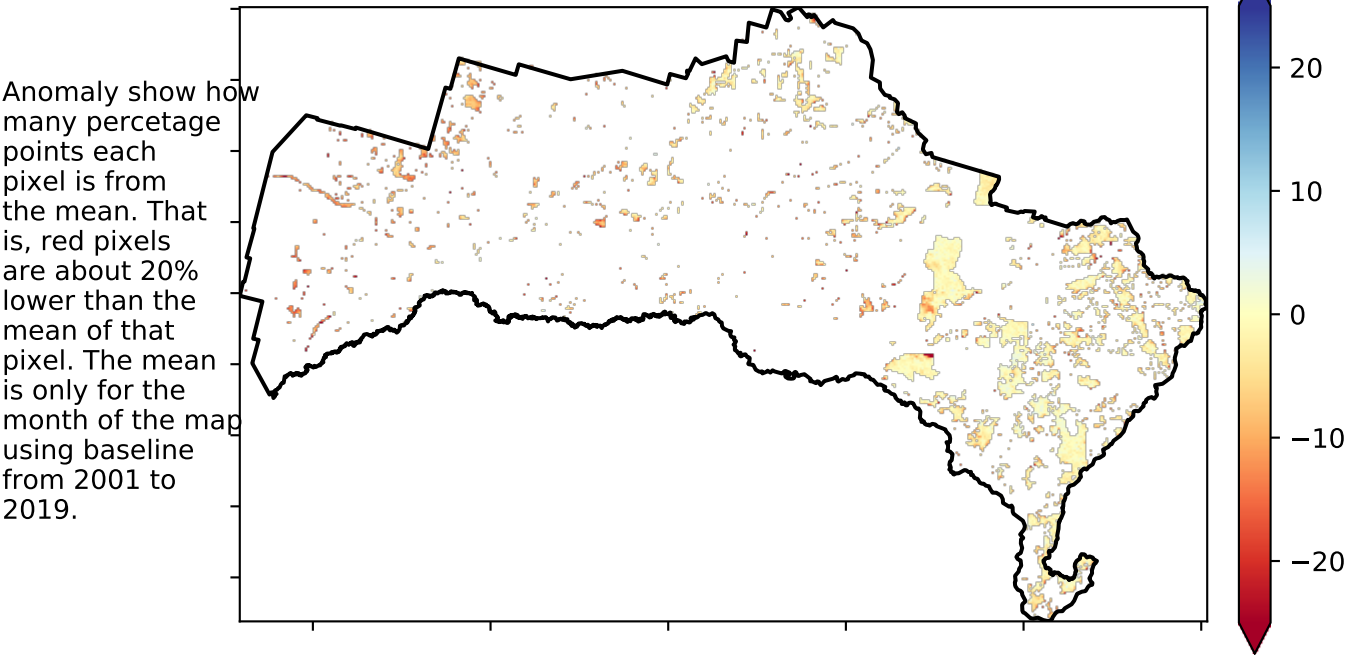 Anomaly show how
many percetage
points each
pixel is from
the mean. That
is, red pixels
are about 20%
lower than the
mean of that
pixel. The mean
is only for the
month of the map
using baseline
from 2001 to
2019.
20
10
0
−10
−20